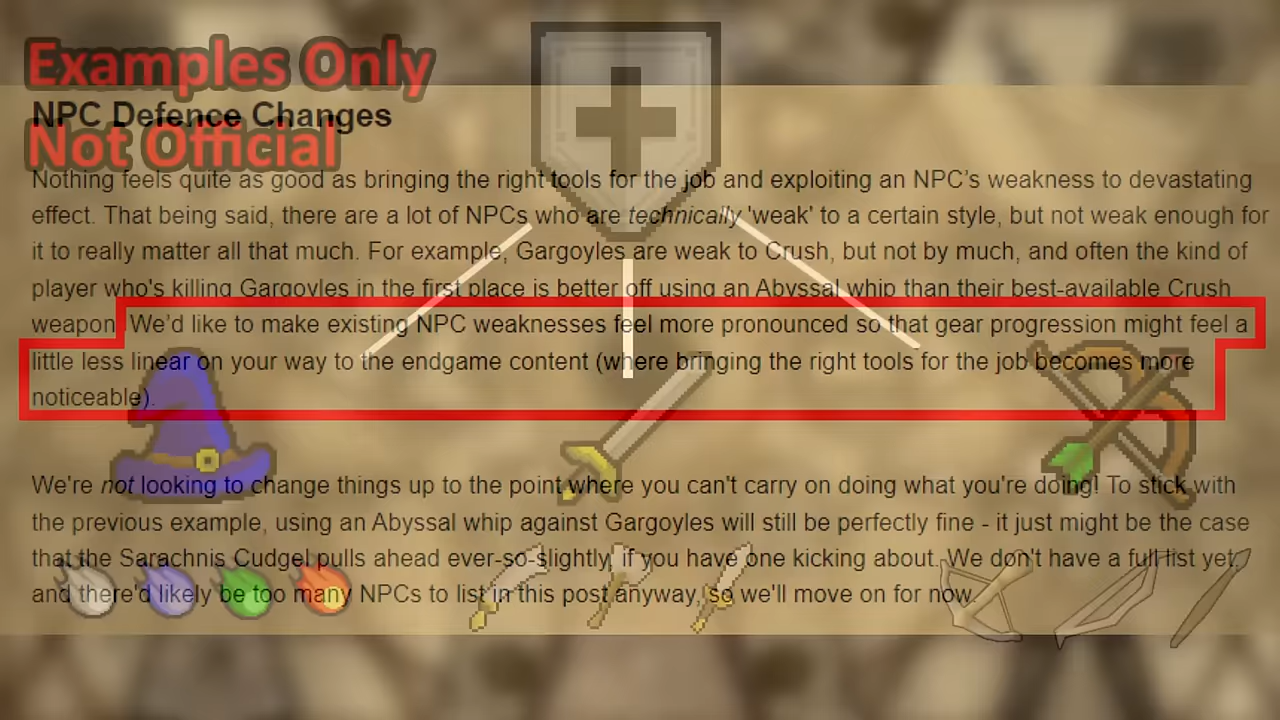 Examples Only
NPC Defence Changes
Not Official
Nothing feels quite as good as bringing the right tools for the job and exploiting an NPC's weakness to devastating
effect. That being said, there are a lot of NPCs who are technically 'weak' to a certain style, but not weak enough for
it to really matter all that much. For example, Gargoyles are weak to Crush, but not by much, and often the kind of
player who's killing Gargoyles in the first place is better off using an Abyssal whip than their best-available Crush
weapon. We'd like to make existing NPC weaknesses feel more pronounced so that gear progression might feel a
little less linear on your way to the endgame content (where bringing the right tools for the job becomes more
noticeable).
We're not looking to change things up to the point where you can't carry on doing what you're doing! To stick with
the previous example, using an Abyssal whip against Gargoyles will still be perfectly fine - it just might be the case
that the Sarachnis Cudgel pulls ahead ever-so-slightly, if you have one kicking about. We don't have a full list yet,
and there'd likely be too many NPCs to list in this post anyway, so we'll move on for now.